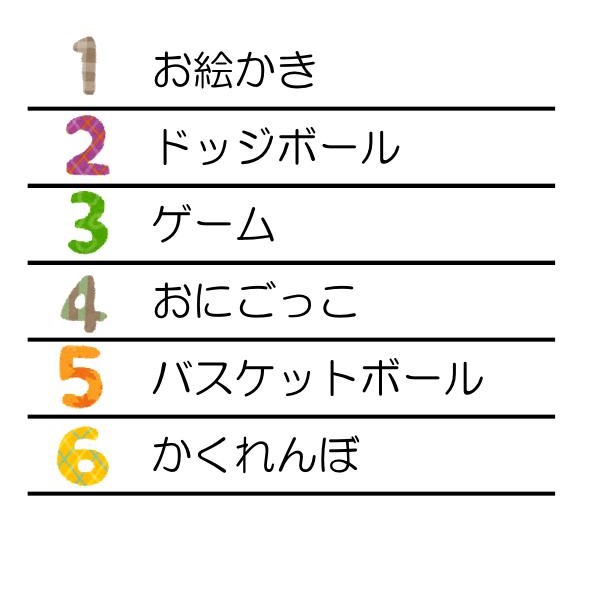 1 お絵かき
2 ドッジボール
3 ゲーム
4 おにごっこ
5 バスケットボール
6 かくれんぼ